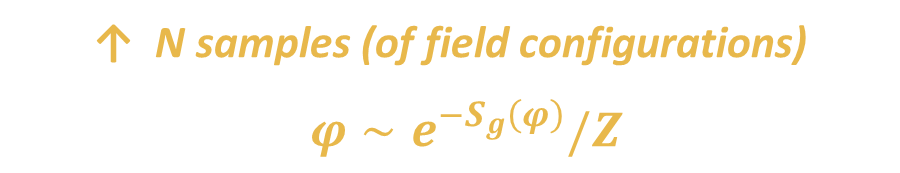 ↑ N samples (of field configurations)
φ ~ e^{-S_g(φ)}/Z